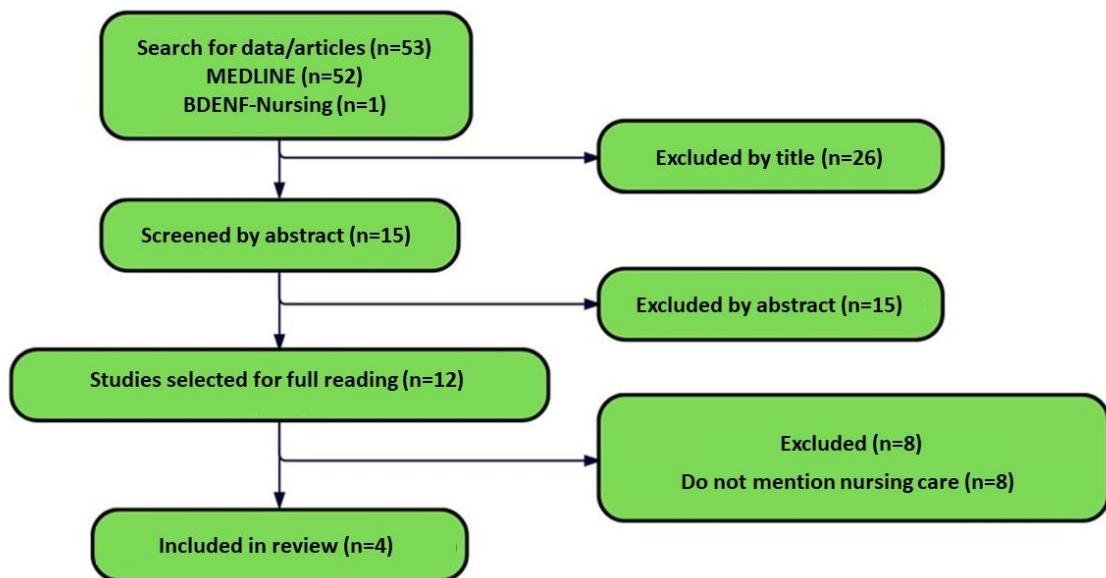 Search for data/articles (n=53)
MEDLINE (n=52)
BDENF-Nursing (n=1)
Excluded by title (n=26)
Screened by abstract (n=15)
Excluded by abstract (n=15)
Studies selected for full reading (n=12)
Excluded (n=8)
Do not mention nursing care (n=8)
Included in review (n=4)